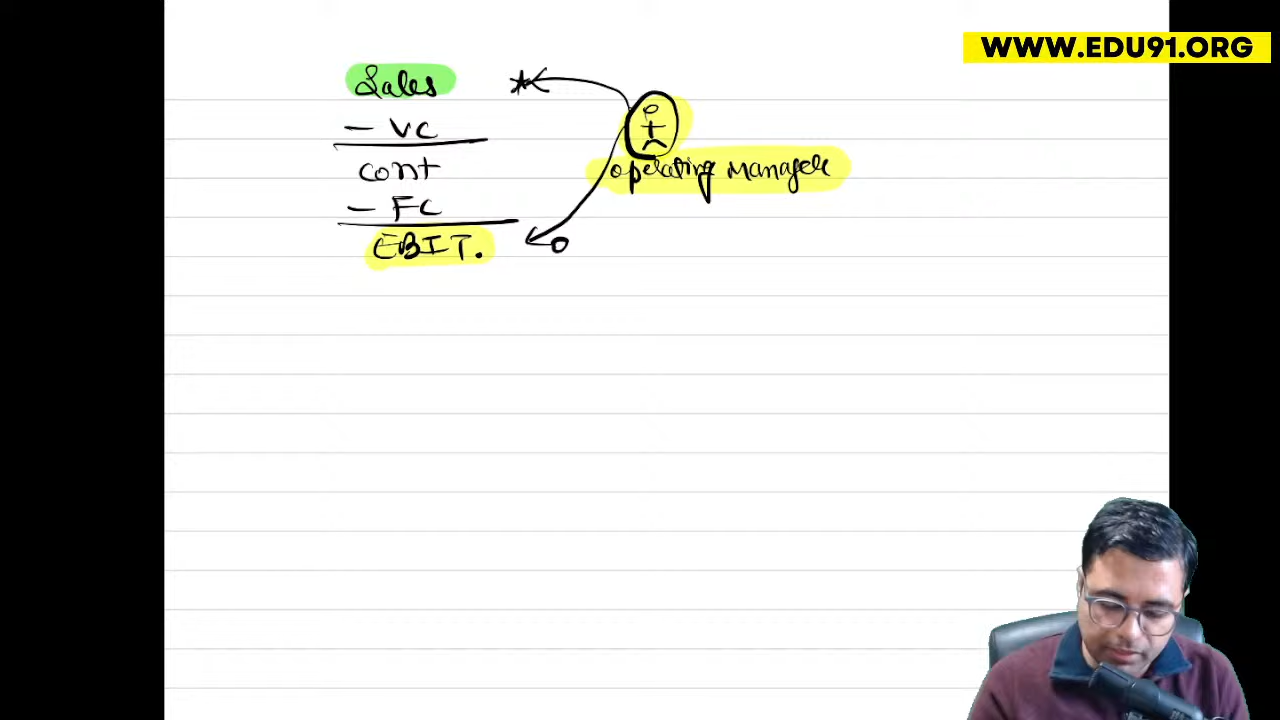 WWW.EDU91.ORG
Sales
- VC
cont
- FC
EBIT.
operating manager